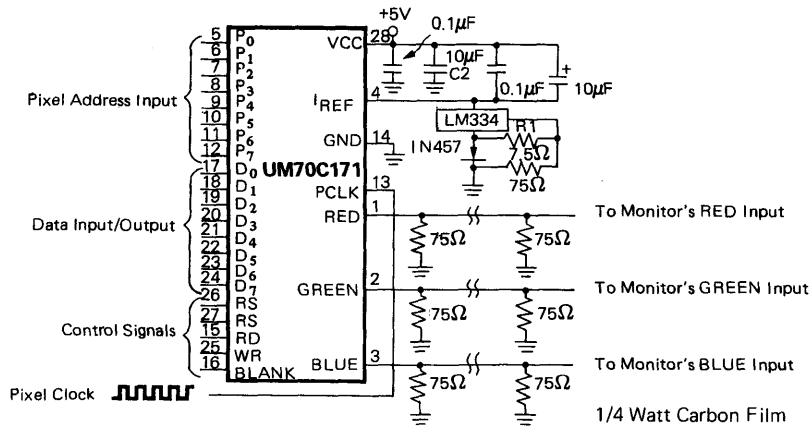 +5V
5 P0
6 P1
7 P2
8 P3
9 P4
10 P5
11 P6
12 P7
17 D0
18 D1
19 D2
20 D3
21 D4
22 D5
23 D6
24 D7
26 RS
27 RS
15 RD
25 WR
16 BLANK
Pixel Address Input
Data Input/Output
Control Signals
Pixel Clock
UM70C171
VCC 28
IREF 4
GND 14
PCLK 13
RED 1
GREEN 2
BLUE 3
0.1µF
10µF
C2
0.1µF
10µF
+
LM334
IN457
R1
7.5Ω
75Ω
75Ω 75Ω
To Monitor's RED Input
75Ω 75Ω
To Monitor's GREEN Input
75Ω 75Ω
To Monitor's BLUE Input
1/4 Watt Carbon Film